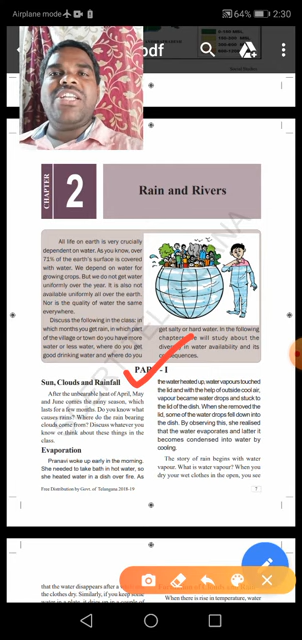 Airplane mode
64% 2:30
odf
CHAPTER
2
Rain and Rivers
All life on earth is very crucially
dependent on water. As you know, over
71% of the earth's surface is covered
with water. We depend on water for
growing crops. But we do not get water
uniformly over the year. It is also not
available uniformly all over the earth.
Nor is the quality of the water the same
everywhere.
Discuss the following in the class:
in which months you get rain, in which part
of the village or town do you have more
water or less water, where do you get
good drinking water and where do you
get salty or hard water. In the following
chapter we will study about the
in water availability and its
consequences.
PART - I
Sun, Clouds and Rainfall
After the unbearable heat of April, May
and June comes the rainy season, which
lasts for a few months. Do you know what
causes rains? Where do the rain bearing
clouds come from? Discuss whatever you
know or think about these things in the
class.
Evaporation
Pranavi woke up early in the morning.
She needed to take bath in hot water, so
she heated water in a dish over fire. As
the water heated up, water vapours touched
the lid and with the help of outside cool air,
vapour became water drops and stuck to
the lid of the dish. When she removed the
lid, some of the water drops fell down into
the dish. By observing this, she realised
that the water evaporates and later it
becomes condensed into water by
cooling.
The story of rain begins with water
vapour. What is water vapour? When you
dry your wet clothes in the open, you see
Free Distribution by Govt. of Telangana 2018-19
7
that the water disappears after a
the clothes dry. Similarly, if you keep
When there is rise in temperature, water